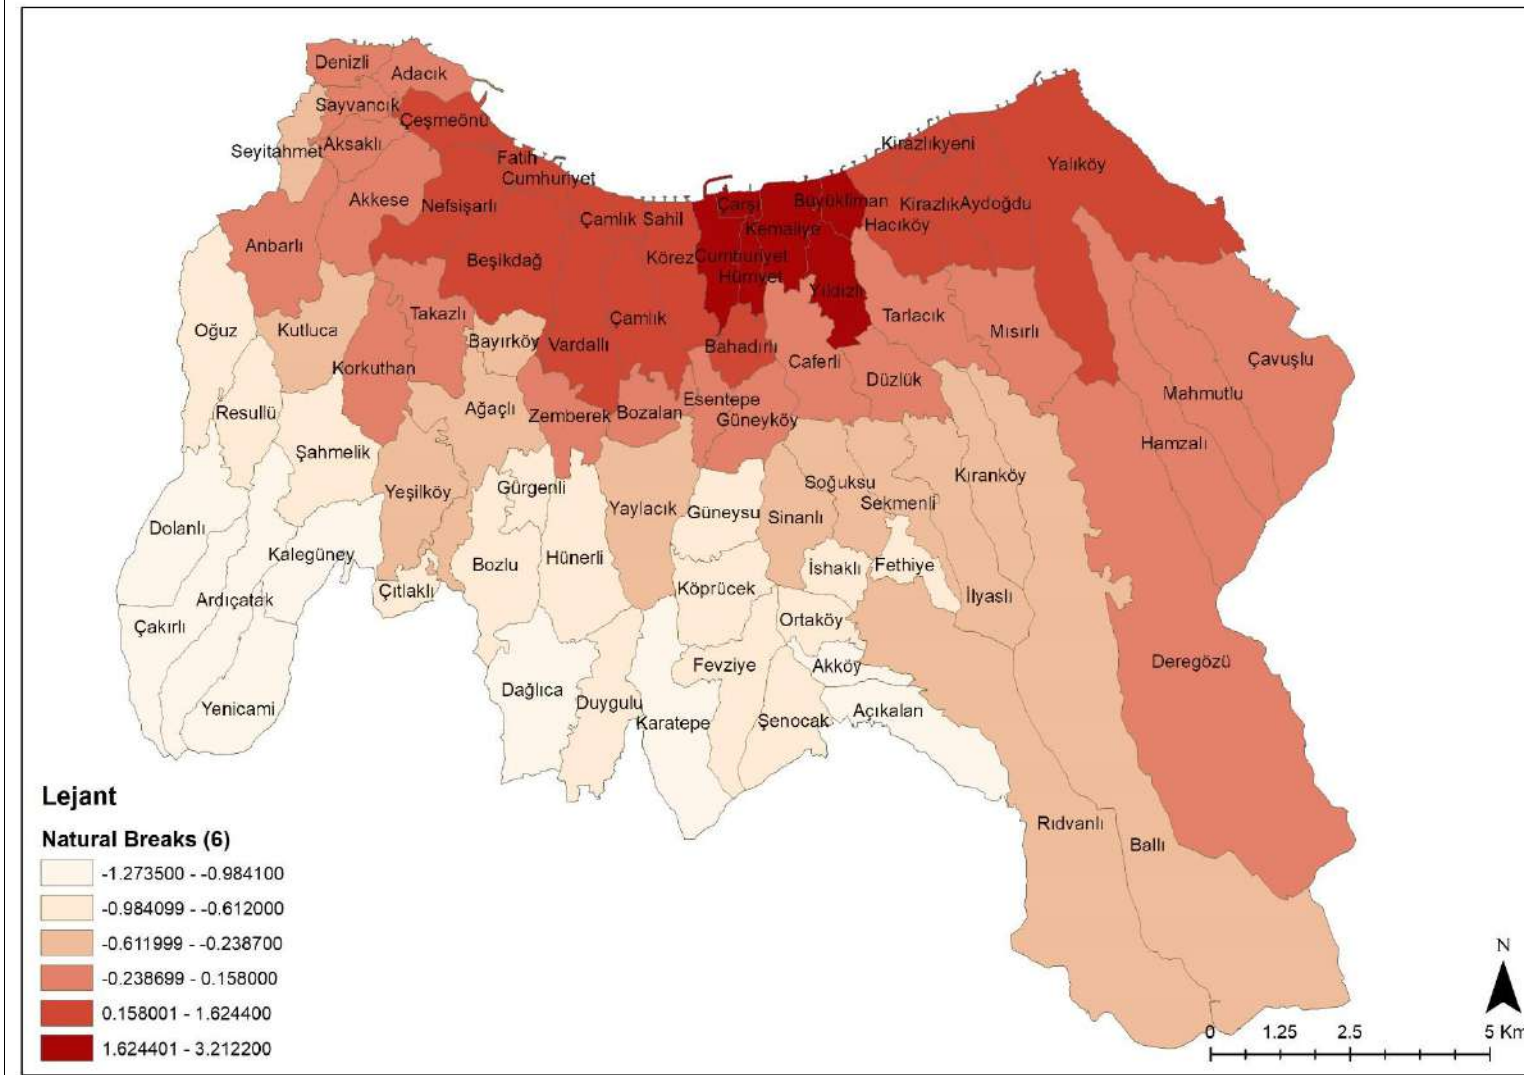 Denizli
Adacık
Sayvancık
Çeşmeönü
Seyitahmet
Aksaklı
Fatih
Cumhuriyet
Kirazlıkyeni
Yalıköy
Akkese
Nefsişarlı
Çamlık Sahil
Çarşı
Büyükliman
Kirazlık
Aydoğdu
Hacıköy
Kemaliye
Anbarlı
Beşikdağ
Körez
Cumhuriyet
Hürriyet
Yıldızlı
Oğuz
Kutluca
Takazlı
Bayırköy
Vardallı
Çamlık
Bahadırlı
Tarlacık
Mısırlı
Korkuthan
Caferli
Düzlük
Çavuşlu
Mahmutlu
Resullü
Ağaçlı
Zemberek
Bozalan
Esentepe
Güneyköy
Hamzalı
Şahmelik
Yeşilköy
Gürgenli
Yaylacık
Güneysu
Sinanlı
Soğuksu
Sekmenli
Kıranköy
Dolanlı
Kalegüney
Bozlu
Hünerli
İshaklı
Fethiye
Çıtlaklı
Köprücek
İlyaslı
Ardıçatak
Çakırlı
Ortaköy
Deregözü
Fevziye
Akköy
Dağlıca
Duygulu
Karatepe
Şenocak
Açıkalan
Yenicami
Rıdvanlı
Ballı
Lejant
Natural Breaks (6)
-1.273500 - -0.984100
-0.984099 - -0.612000
-0.611999 - -0.238700
-0.238699 - 0.158000
0.158001 - 1.624400
1.624401 - 3.212200
N
0 1.25 2.5 5 Km